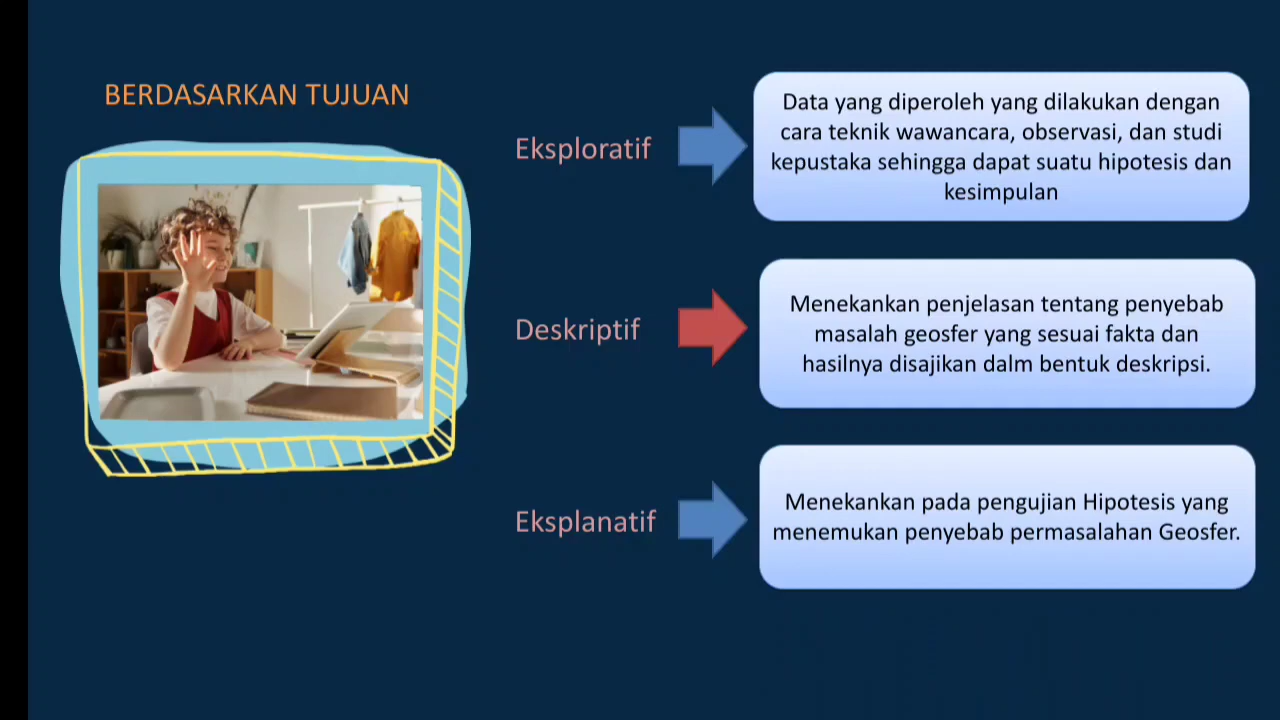 BERDASARKAN TUJUAN
Eksploratif
Data yang diperoleh yang dilakukan dengan
cara teknik wawancara, observasi, dan studi
kepustaka sehingga dapat suatu hipotesis dan
kesimpulan
Deskriptif
Menekankan penjelasan tentang penyebab
masalah geosfer yang sesuai fakta dan
hasilnya disajikan dalm bentuk deskripsi.
Eksplanatif
Menekankan pada pengujian Hipotesis yang
menemukan penyebab permasalahan Geosfer.